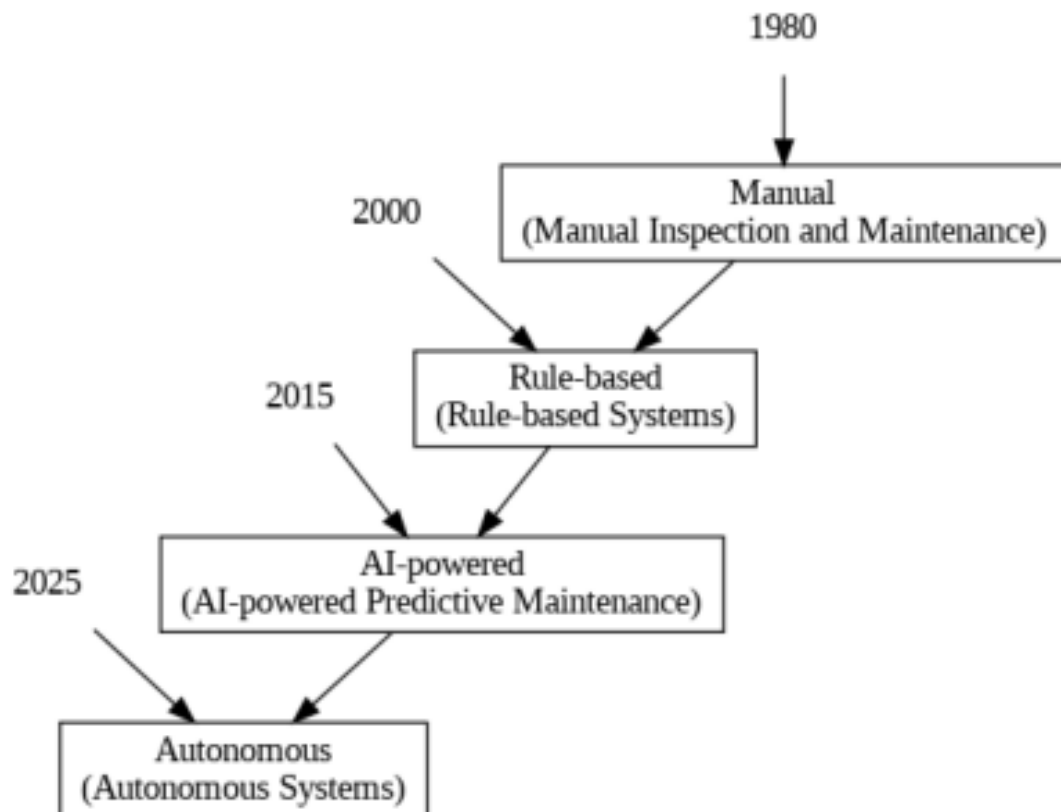 1980
Manual
(Manual Inspection and Maintenance)
2000
Rule-based
(Rule-based Systems)
2015
AI-powered
(AI-powered Predictive Maintenance)
2025
Autonomous
(Autonomous Systems)